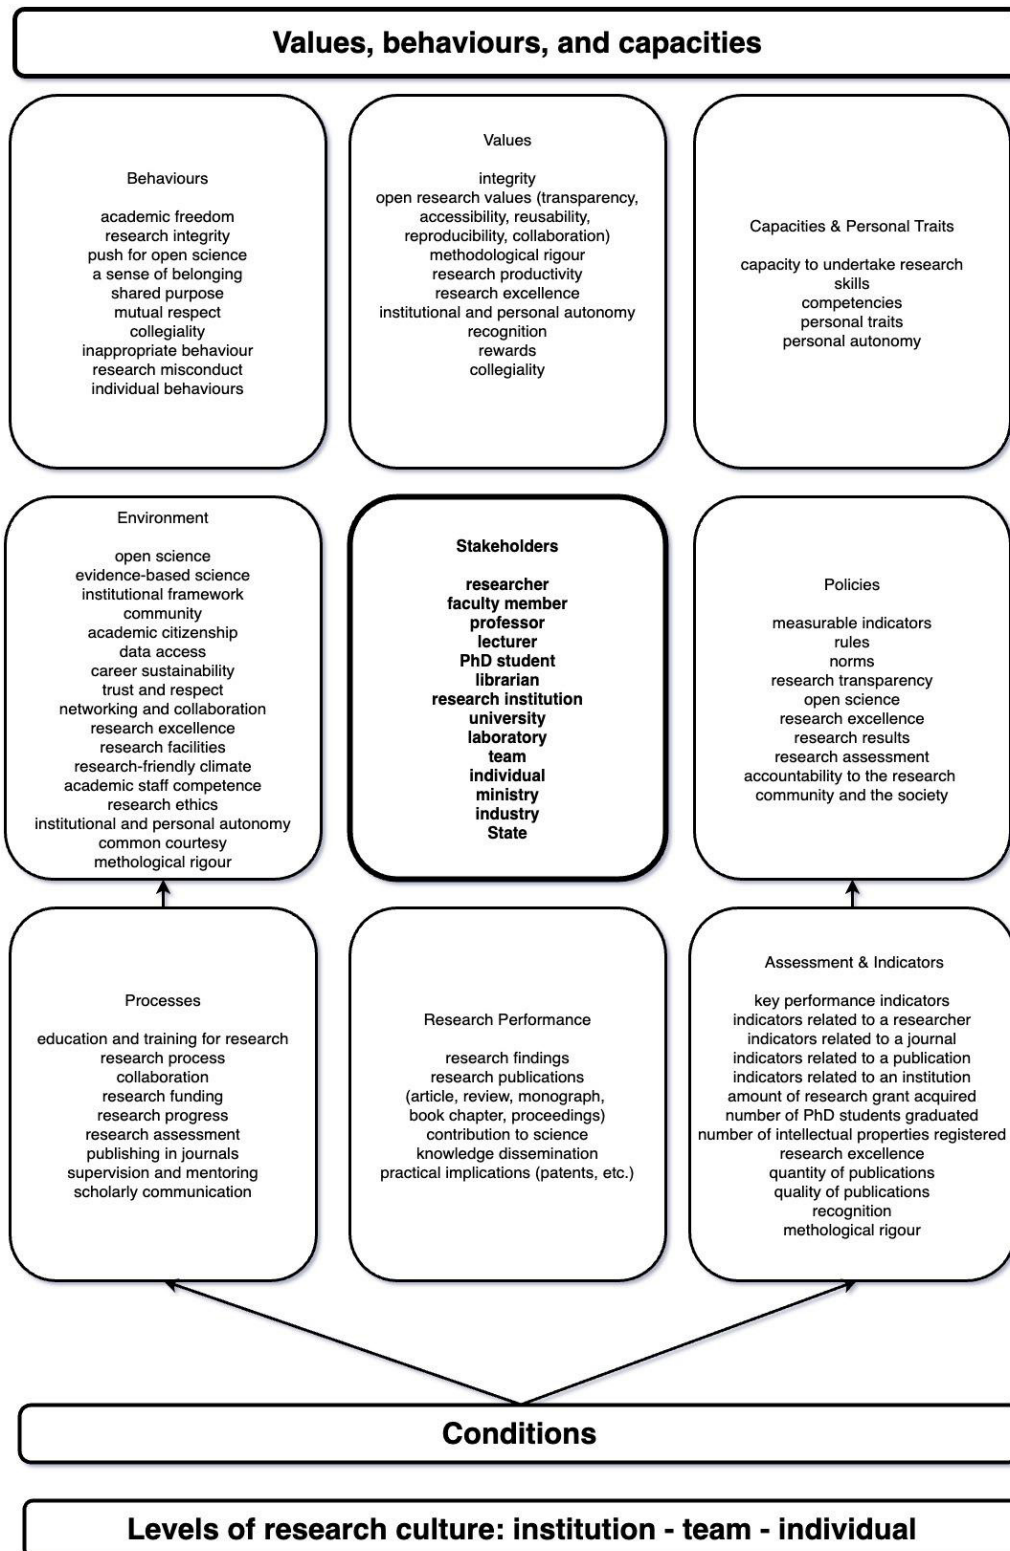 Values, behaviours, and capacities
Behaviours
academic freedom
research integrity
push for open science
a sense of belonging
shared purpose
mutual respect
collegiality
inappropriate behaviour
research misconduct
individual behaviours
Values
integrity
open research values (transparency,
accessibility, reusability,
reproducibility, collaboration)
methodological rigour
research productivity
research excellence
institutional and personal autonomy
recognition
rewards
collegiality
Capacities & Personal Traits
capacity to undertake research
skills
competencies
personal traits
personal autonomy
Environment
open science
evidence-based science
institutional framework
community
academic citizenship
data access
career sustainability
trust and respect
networking and collaboration
research excellence
research facilities
research-friendly climate
academic staff competence
research ethics
institutional and personal autonomy
common courtesy
methological rigour
Stakeholders
researcher
faculty member
professor
lecturer
PhD student
librarian
research institution
university
laboratory
team
individual
ministry
industry
State
Policies
measurable indicators
rules
norms
research transparency
open science
research excellence
research results
research assessment
accountability to the research
community and the society
Processes
education and training for research
research process
collaboration
research funding
research progress
research assessment
publishing in journals
supervision and mentoring
scholarly communication
Research Performance
research findings
research publications
(article, review, monograph,
book chapter, proceedings)
contribution to science
knowledge dissemination
practical implications (patents, etc.)
Assessment & Indicators
key performance indicators
indicators related to a researcher
indicators related to a journal
indicators related to a publication
indicators related to an institution
amount of research grant acquired
number of PhD students graduated
number of intellectual properties registered
research excellence
quantity of publications
quality of publications
recognition
methological rigour
Conditions
Levels of research culture: institution - team - individual